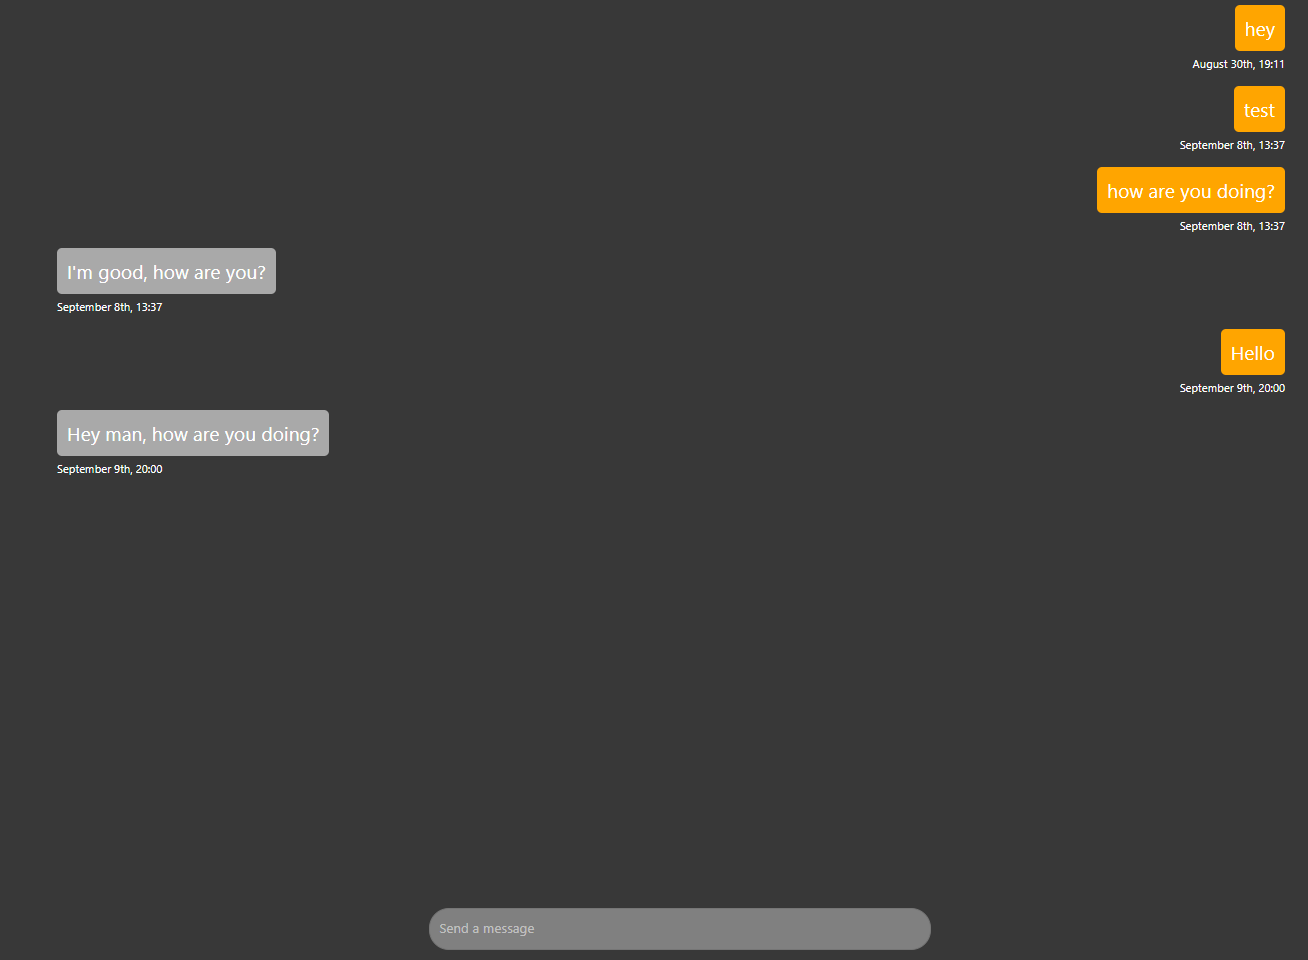 hey
August 30th, 19:11
test
September 8th, 13:37
how are you doing?
September 8th, 13:37
I'm good, how are you?
September 8th, 13:37
Hello
September 9th, 20:00
Hey man, how are you doing?
September 9th, 20:00
Send a message